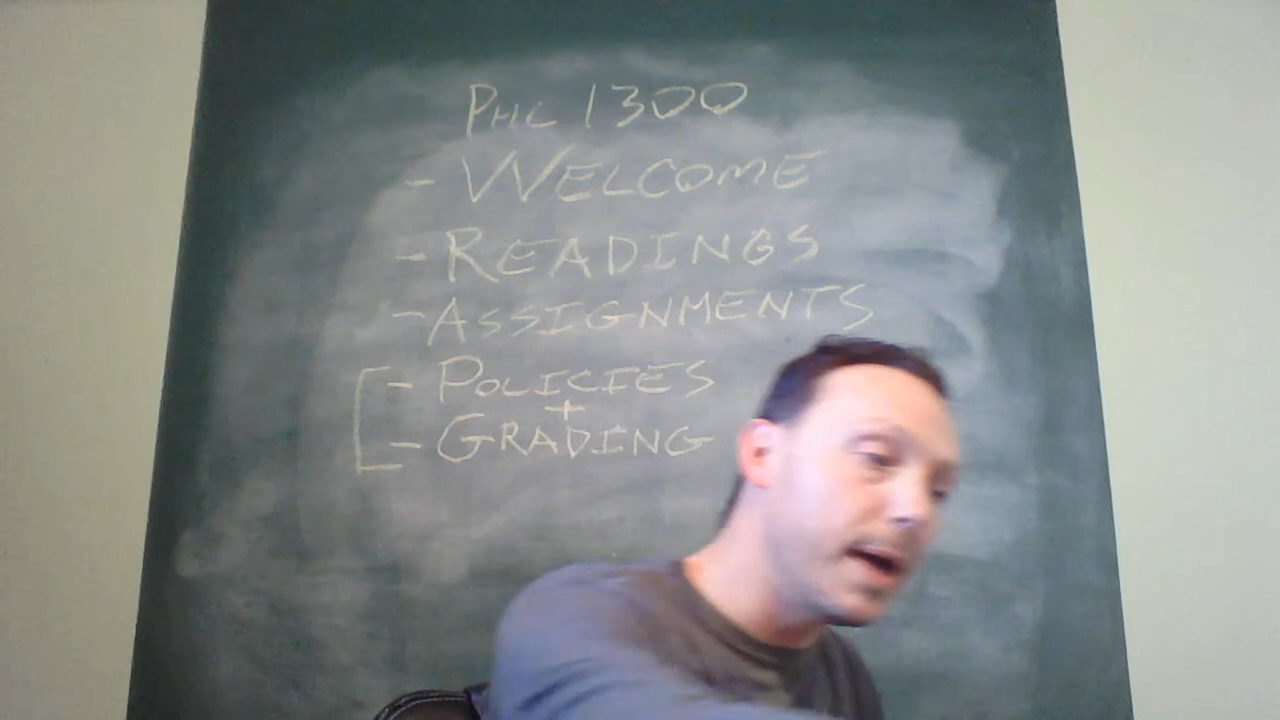 PHL 1300
- WELCOME
- READINGS
- ASSIGNMENTS
[ - POLICIES
+
- GRADING